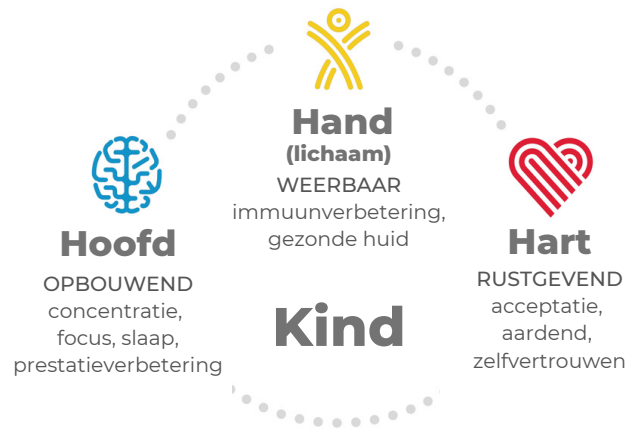 Hand
(lichaam)
WEERBAAR
immuunverbetering,
gezonde huid
Hoofd
OPBOUWEND
concentratie,
focus, slaap,
prestatieverbetering
Hart
RUSTGEVEND
acceptatie,
aardend,
zelfvertrouwen
Kind